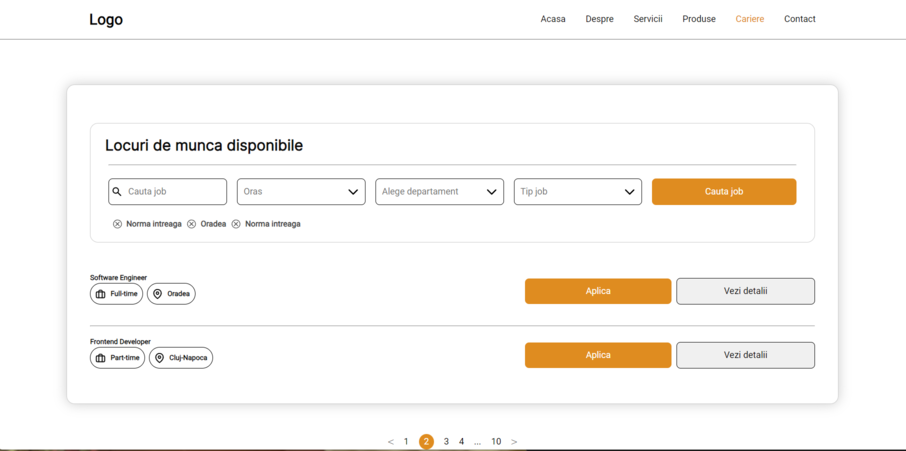 Logo
Acasa Despre Servicii Produse Cariere Contact
Locuri de munca disponibile
Cauta job Oras Alege departament Tip job Cauta job
Norma intreaga Oradea Norma intreaga
Software Engineer
Full-time Oradea Aplica Vezi detalii
Frontend Developer
Part-time Cluj-Napoca Aplica Vezi detalii
< 1 2 3 4 ... 10 >